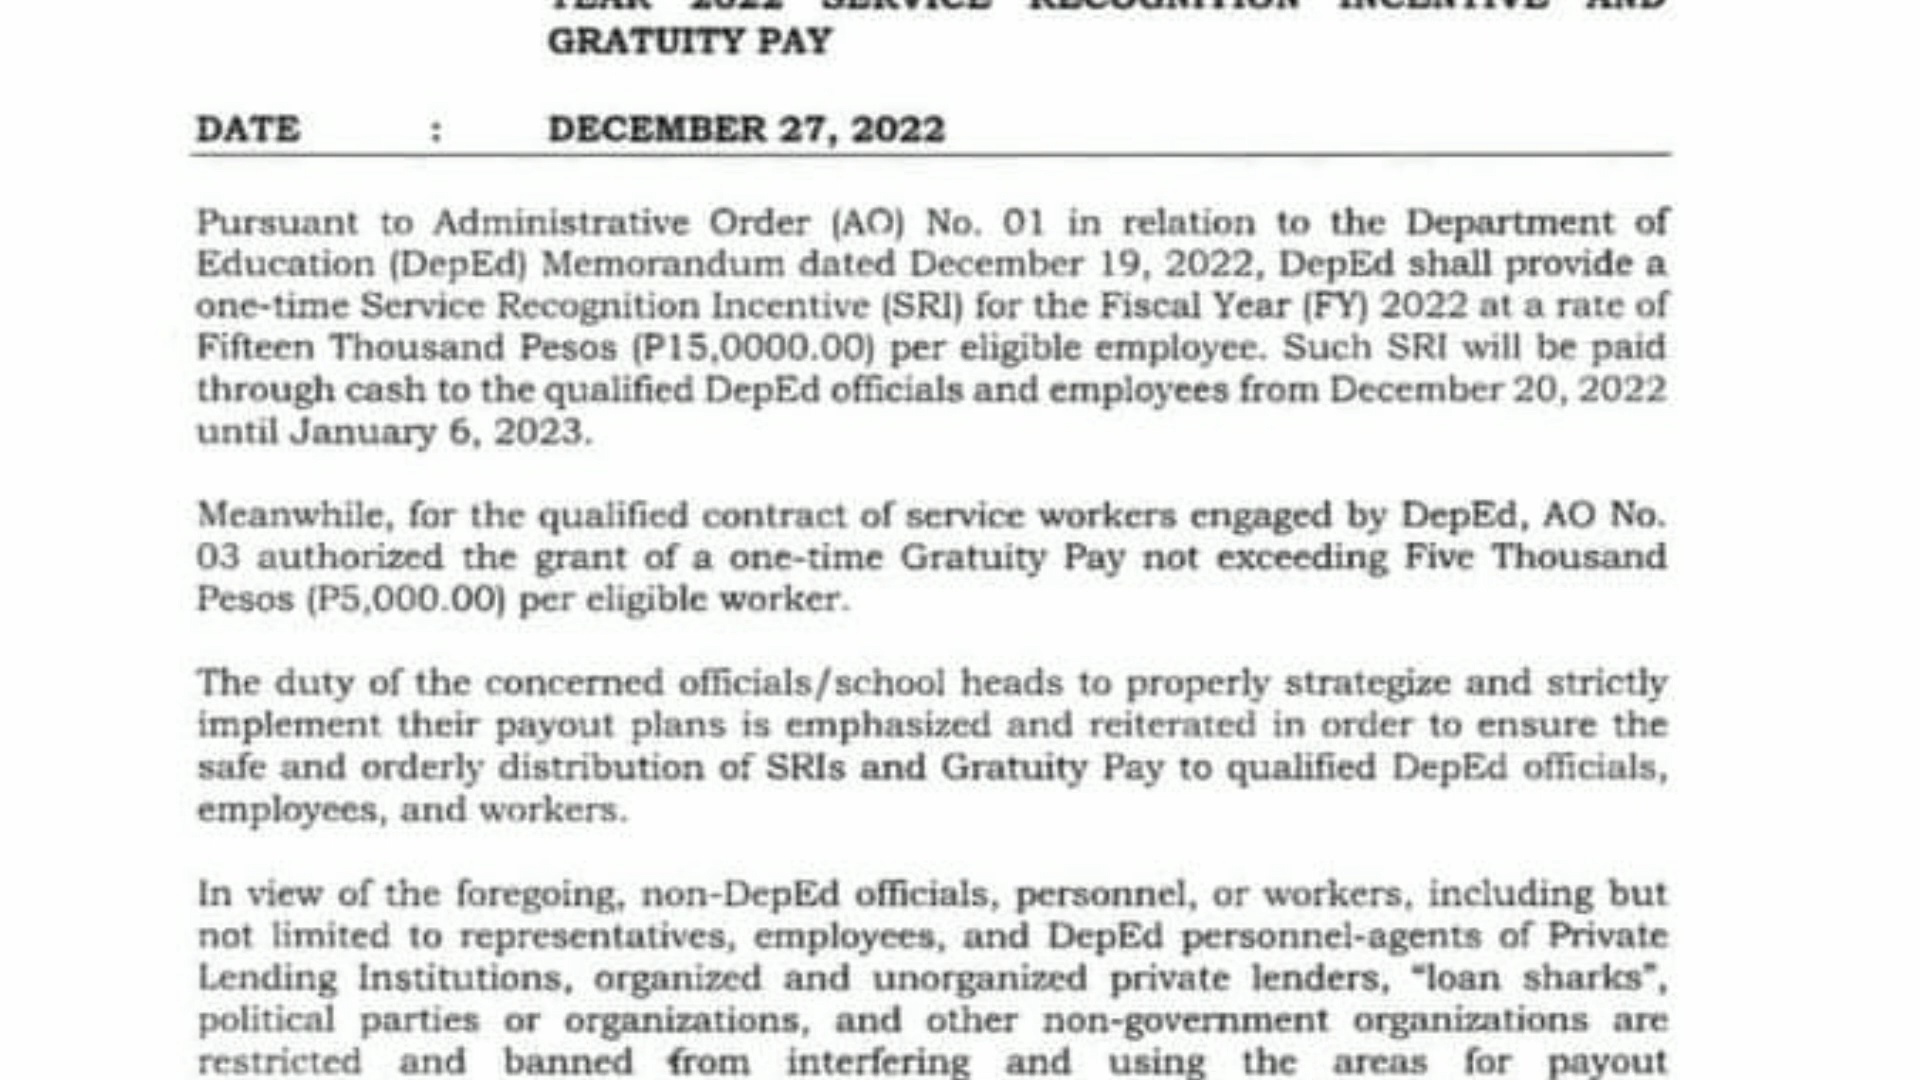 YEAR 2022 SERVICE RECOGNITION INCENTIVE AND
GRATUITY PAY
DATE : DECEMBER 27, 2022
Pursuant to Administrative Order (AO) No. 01 in relation to the Department of
Education (DepEd) Memorandum dated December 19, 2022, DepEd shall provide a
one-time Service Recognition Incentive (SRI) for the Fiscal Year (FY) 2022 at a rate of
Fifteen Thousand Pesos (P15,0000.00) per eligible employee. Such SRI will be paid
through cash to the qualified DepEd officials and employees from December 20, 2022
until January 6, 2023.
Meanwhile, for the qualified contract of service workers engaged by DepEd, AO No.
03 authorized the grant of a one-time Gratuity Pay not exceeding Five Thousand
Pesos (P5,000.00) per eligible worker.
The duty of the concerned officials/school heads to properly strategize and strictly
implement their payout plans is emphasized and reiterated in order to ensure the
safe and orderly distribution of SRIs and Gratuity Pay to qualified DepEd officials,
employees, and workers.
In view of the foregoing, non-DepEd officials, personnel, or workers, including but
not limited to representatives, employees, and DepEd personnel-agents of Private
Lending Institutions, organized and unorganized private lenders, “loan sharks”,
political parties or organizations, and other non-government organizations are
restricted and banned from interfering and using the areas for payout